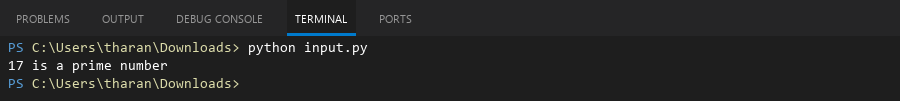 PROBLEMS OUTPUT DEBUG CONSOLE TERMINAL PORTS
PS C:\Users\tharan\Downloads> python input.py
17 is a prime number
PS C:\Users\tharan\Downloads>